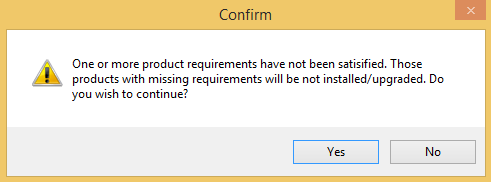 Confirm
One or more product requirements have not been satisified. Those
products with missing requirements will be not installed/upgraded. Do
you wish to continue?
Yes No